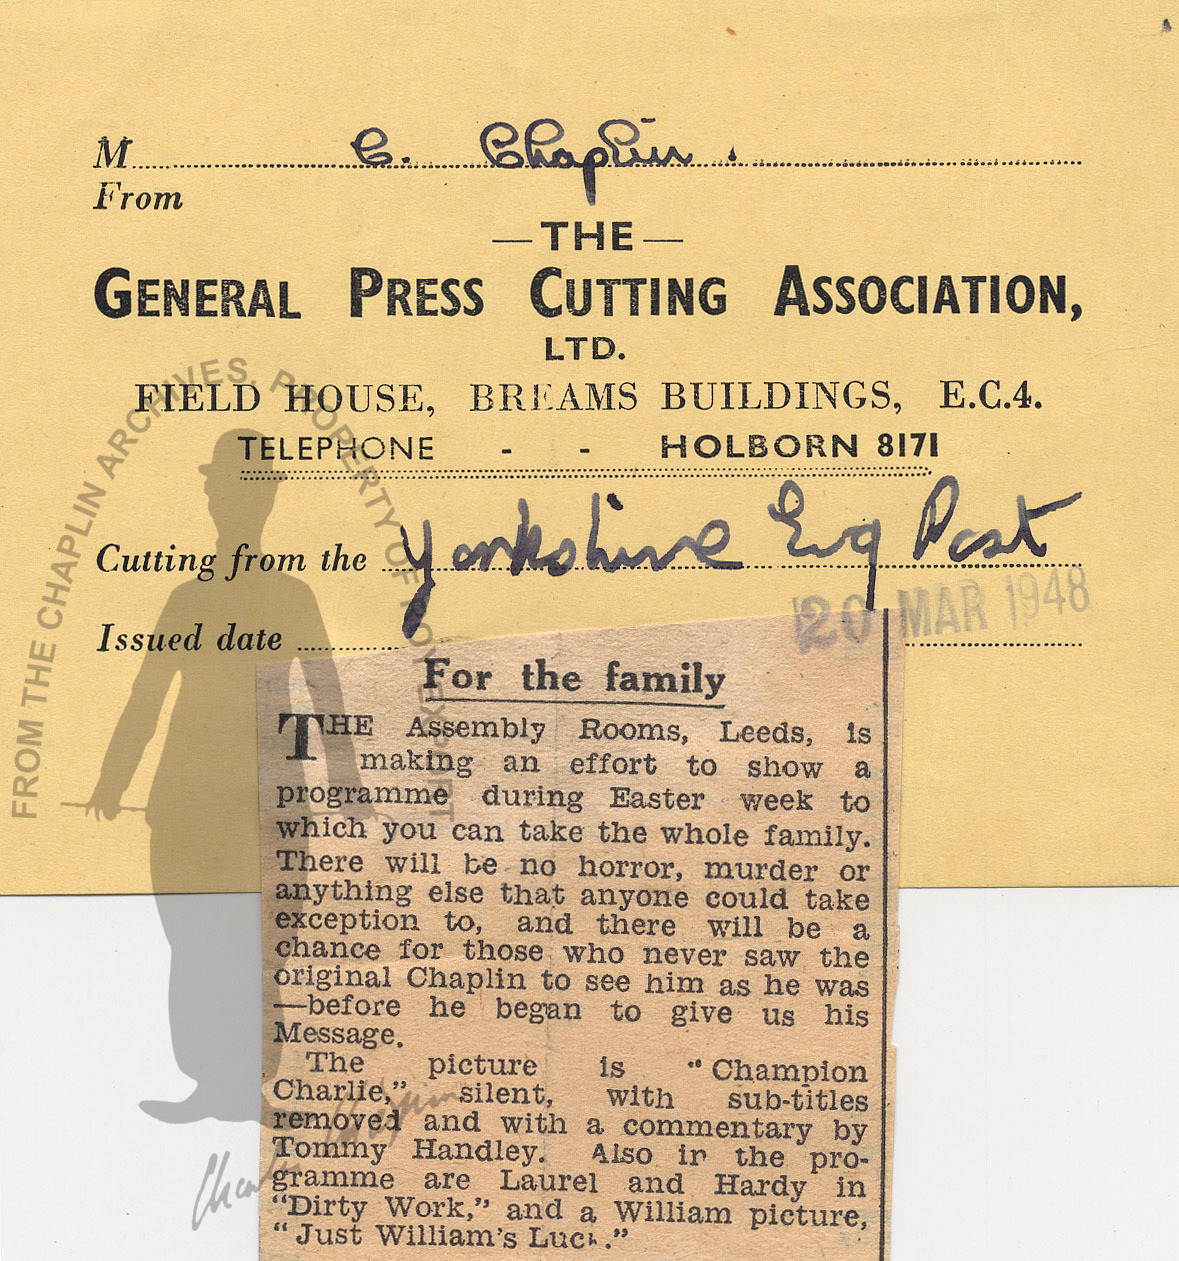 M C. Chaplin.
From
—THE—
GENERAL PRESS CUTTING ASSOCIATION,
LTD.
FIELD HOUSE, BREAMS BUILDINGS, E.C.4.
TELEPHONE - - HOLBORN 8171
Cutting from the Yorkshire Evg Post
Issued date 20 MAR 1948
For the family
THE Assembly Rooms, Leeds, is
making an effort to show a
programme during Easter week to
which you can take the whole family.
There will be no horror, murder or
anything else that anyone could take
exception to, and there will be a
chance for those who never saw the
original Chaplin to see him as he was
—before he began to give us his
Message.
The picture is "Champion
Charlie," silent, with sub-titles
removed and with a commentary by
Tommy Handley. Also in the pro-
gramme are Laurel and Hardy in
"Dirty Work," and a William picture,
"Just William's Luck."
FROM THE CHAPLIN ARCHIVES, PROPERTY OF ROY EXPORT
Charlie Chaplin